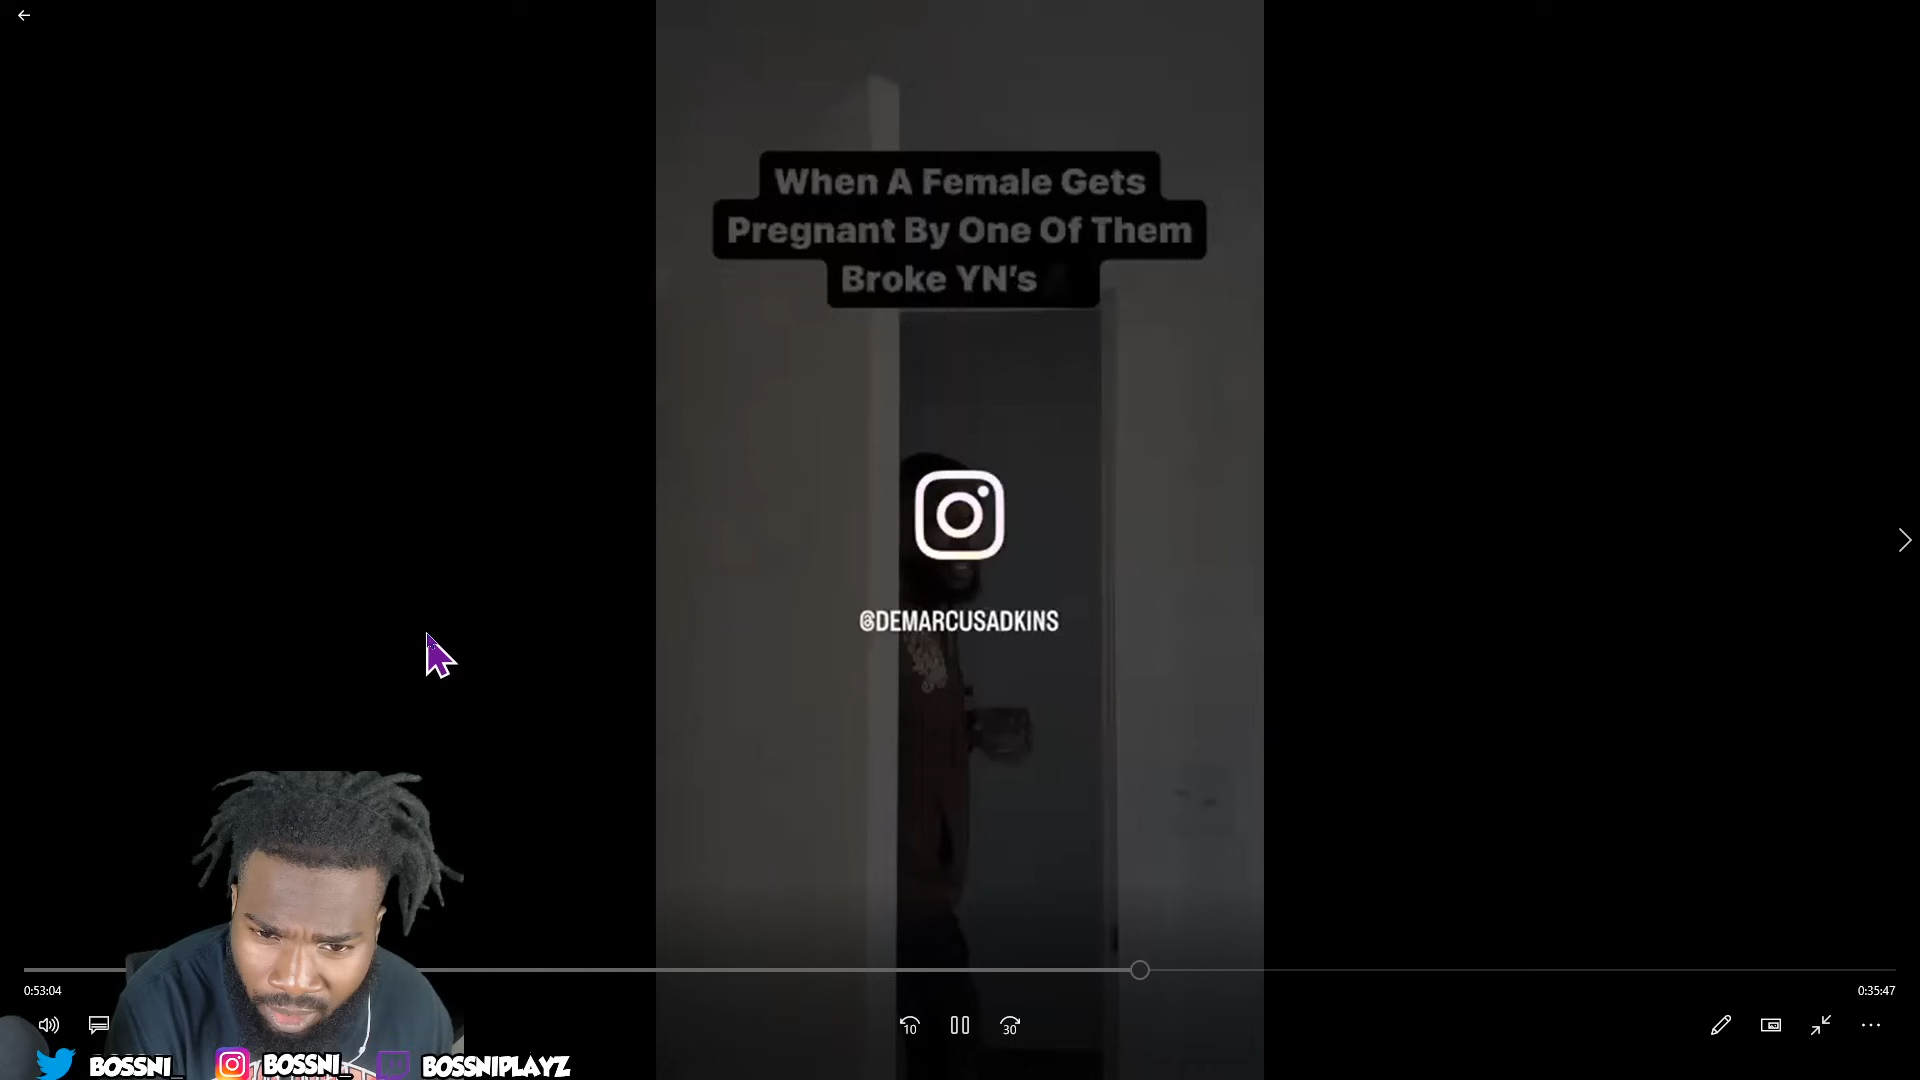 When A Female Gets
Pregnant By One Of Them
Broke YN's
@DEMARCUSADKINS
0:53:04
0:35:47
10
30
BOSSNI_
BOSSNI_
BOSSNIPLAYZ